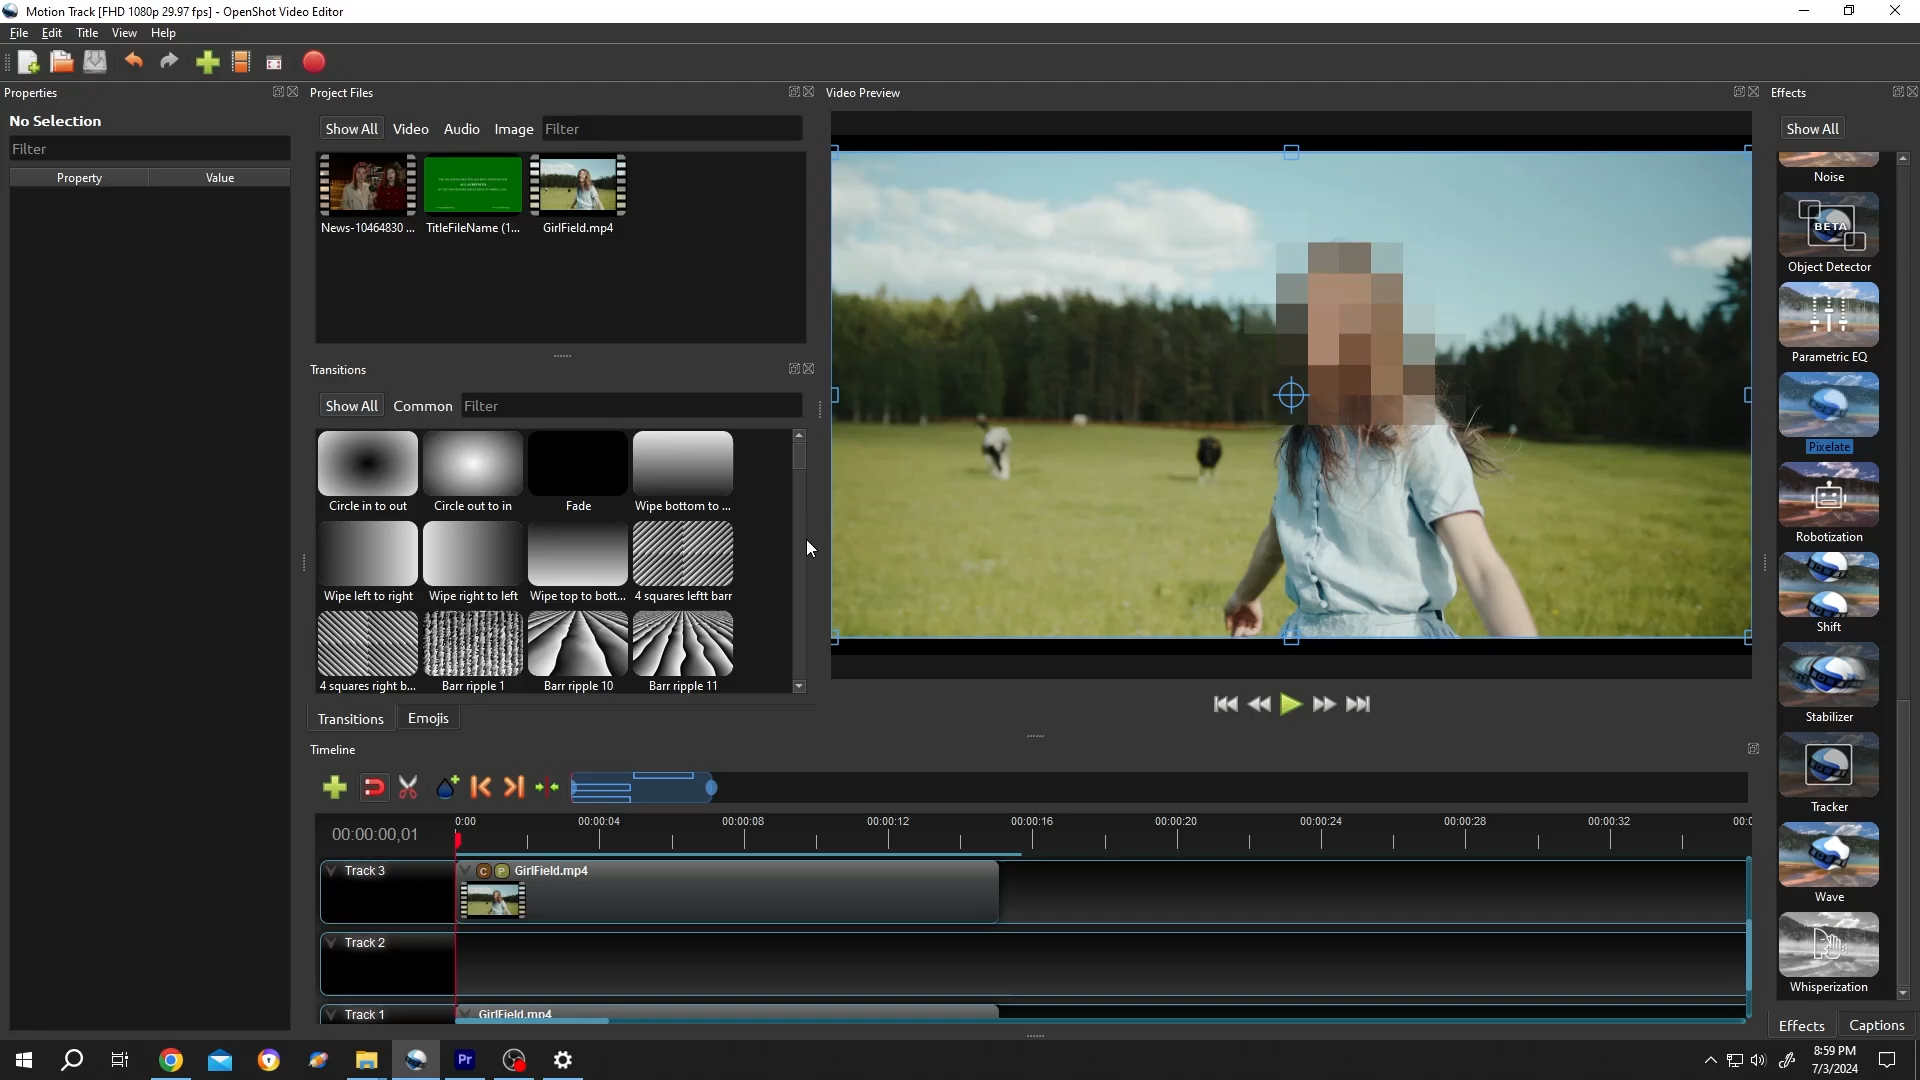 Motion Track [FHD 1080p 29.97 fps] - OpenShot Video Editor
File Edit Title View Help
Properties
No Selection
Filter
Property Value
Project Files
Show All Video Audio Image Filter
News-10464830 ... TitleFileName (1... GirlField.mp4
Transitions
Show All Common Filter
Circle in to out Circle out to in Fade Wipe bottom to ...
Wipe left to right Wipe right to left Wipe top to bott... 4 squares leftt barr
4 squares right b... Barr ripple 1 Barr ripple 10 Barr ripple 11
Transitions Emojis
Video Preview
Effects
Show All
Noise
BETA
Object Detector
Parametric EQ
Pixelate
Robotization
Shift
Stabilizer
Tracker
Wave
Whisperization
Effects Captions
Timeline
00:00:00,01
0:00 00:00:04 00:00:08 00:00:12 00:00:16 00:00:20 00:00:24 00:00:28 00:00:32
Track 3 C P GirlField.mp4
Track 2
Track 1 GirlField.mp4
Pr
8:59 PM
7/3/2024